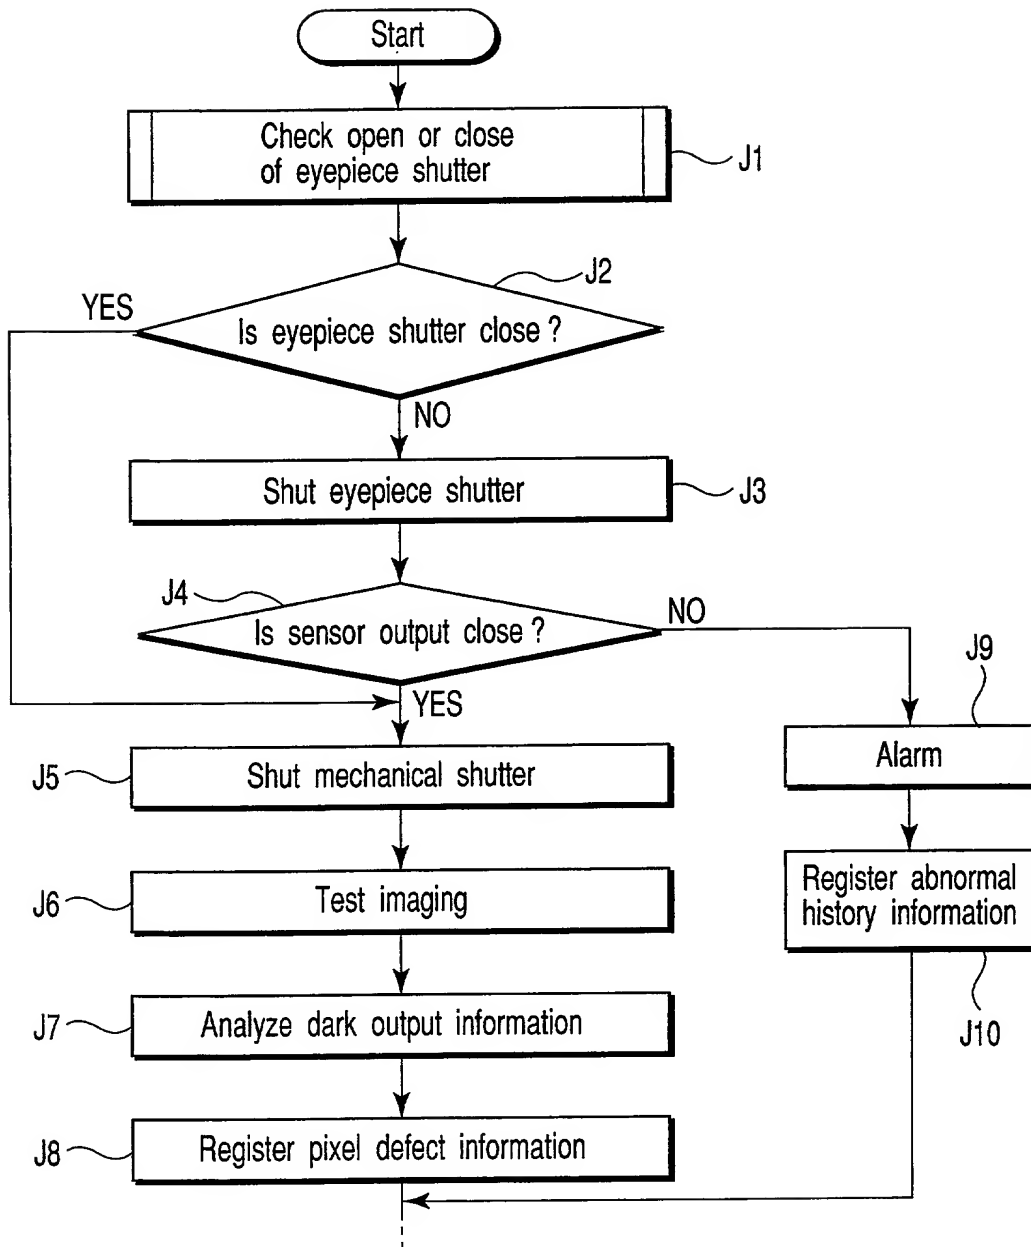 Start
Check open or close
of eyepiece shutter
J1
J2
YES
Is eyepiece shutter close ?
NO
Shut eyepiece shutter
J3
J4
Is sensor output close ?
NO
YES
J9
Alarm
J5
Shut mechanical shutter
J6
Test imaging
Register abnormal
history information
J10
J7
Analyze dark output information
J8
Register pixel defect information